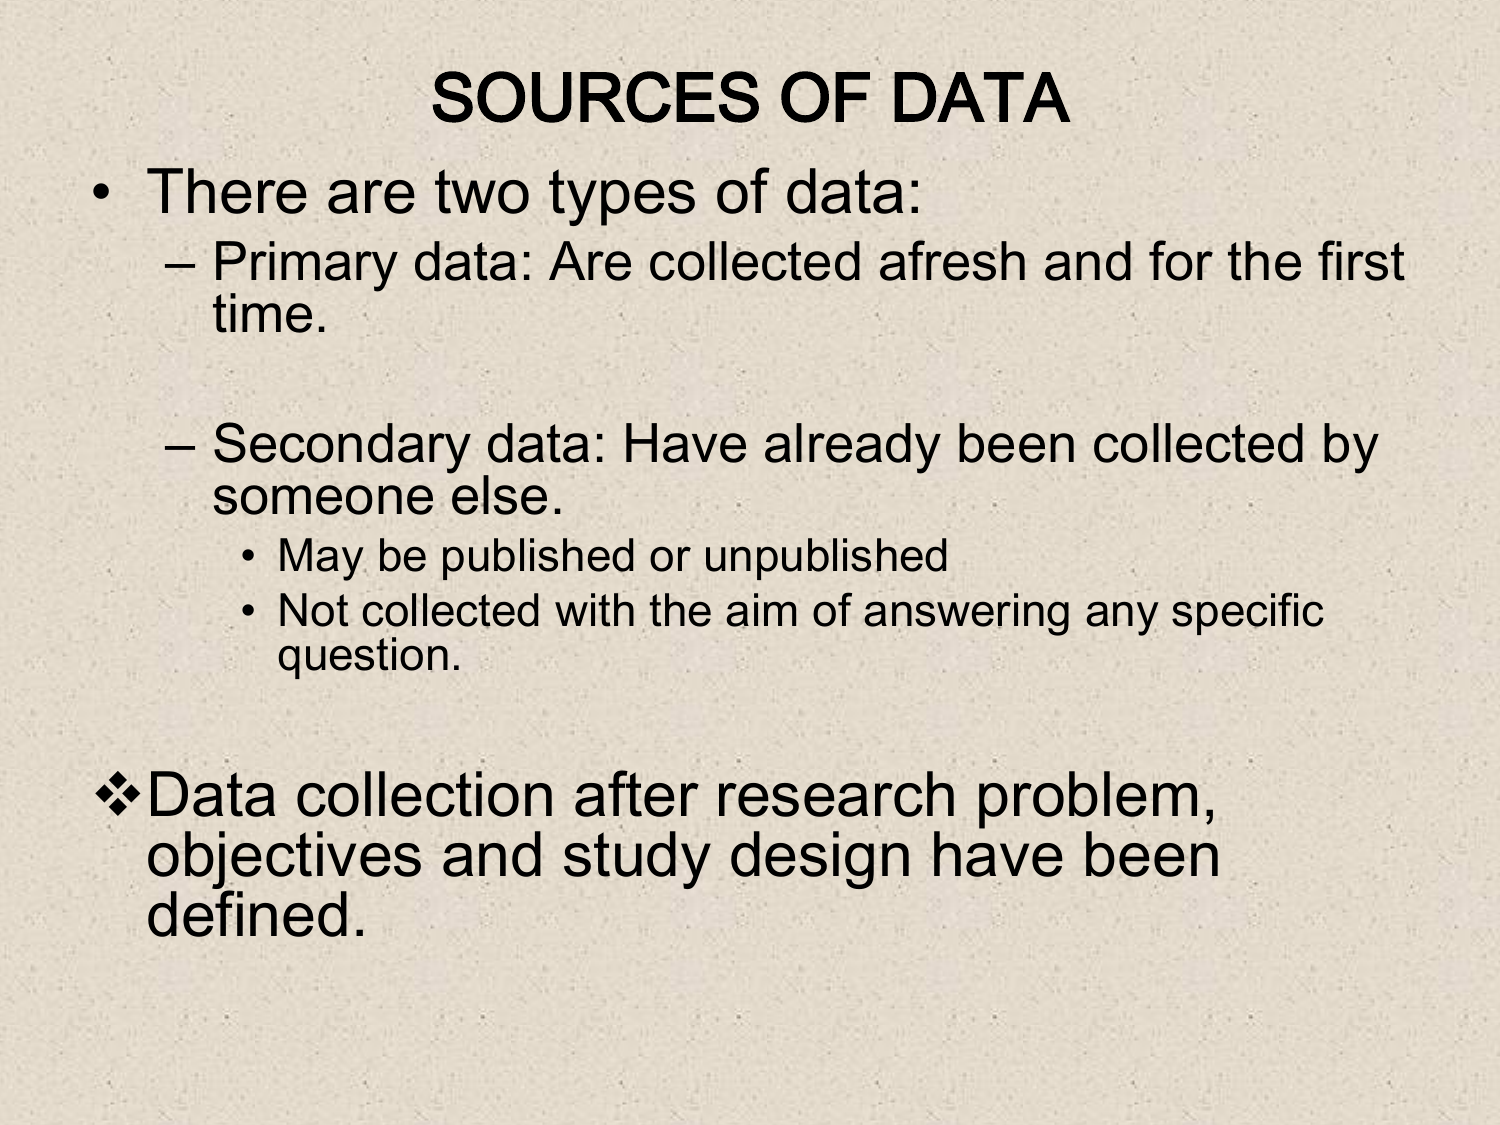 SOURCES OF DATA
• There are two types of data:
– Primary data: Are collected afresh and for the first
time.
– Secondary data: Have already been collected by
someone else.
• May be published or unpublished
• Not collected with the aim of answering any specific
question.
❖Data collection after research problem,
objectives and study design have been
defined.